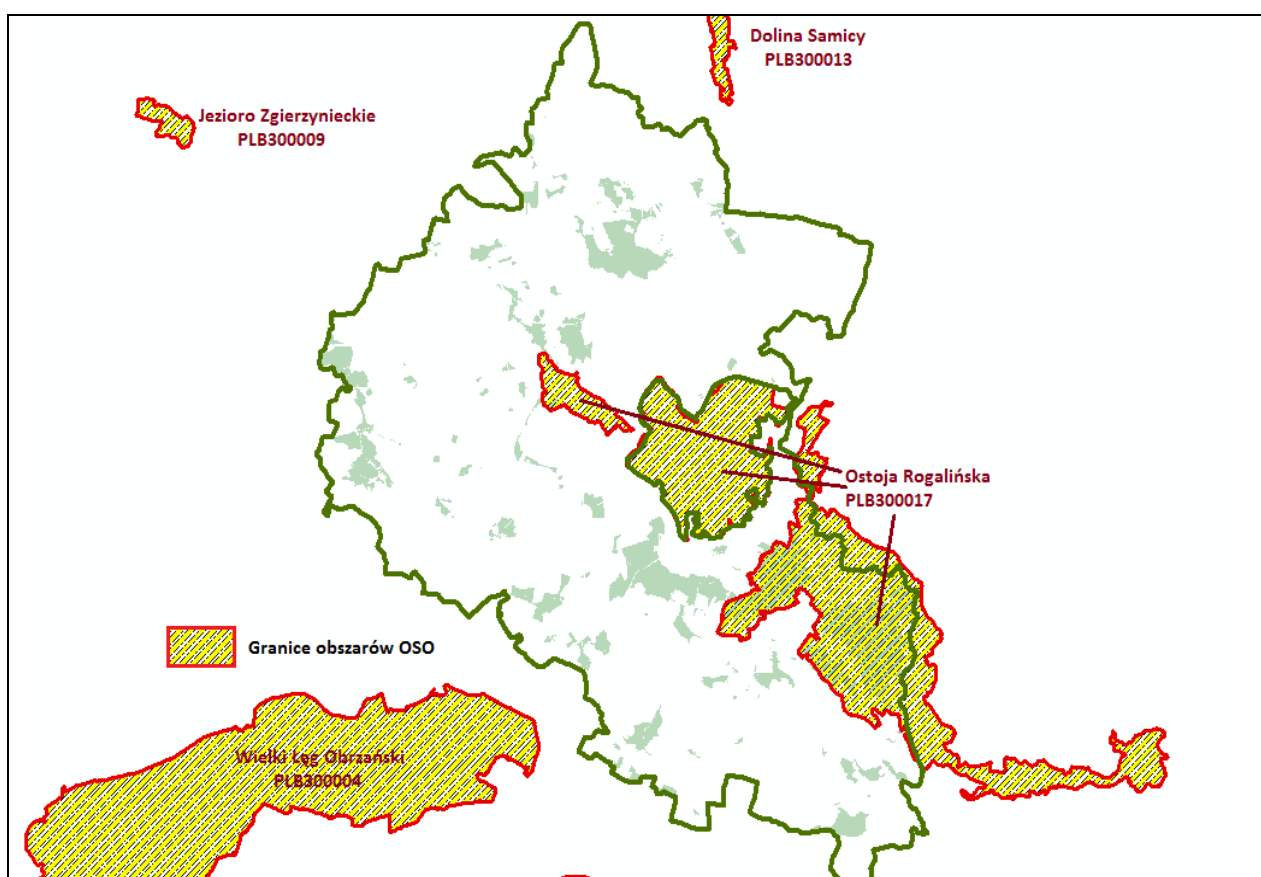 Dolina Samicy
PLB300013
Jezioro Zgierzynieckie
PLB300009
Ostoja Rogalińska
PLB300017
Granice obszarów OSO
Wielki Łęg Obrzański
PLB300004